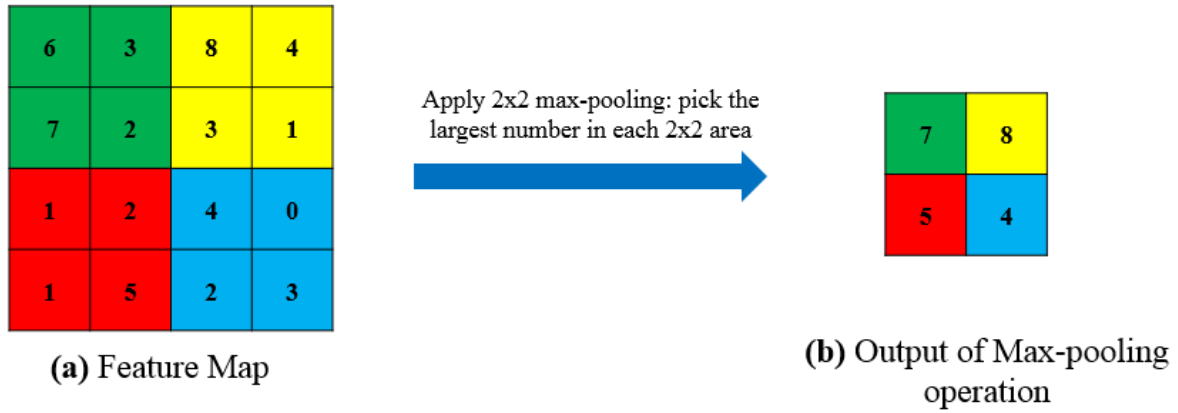 6 3 8 4
7 2 3 1
1 2 4 0
1 5 2 3
(a) Feature Map
Apply 2x2 max-pooling: pick the
largest number in each 2x2 area
7 8
5 4
(b) Output of Max-pooling
operation